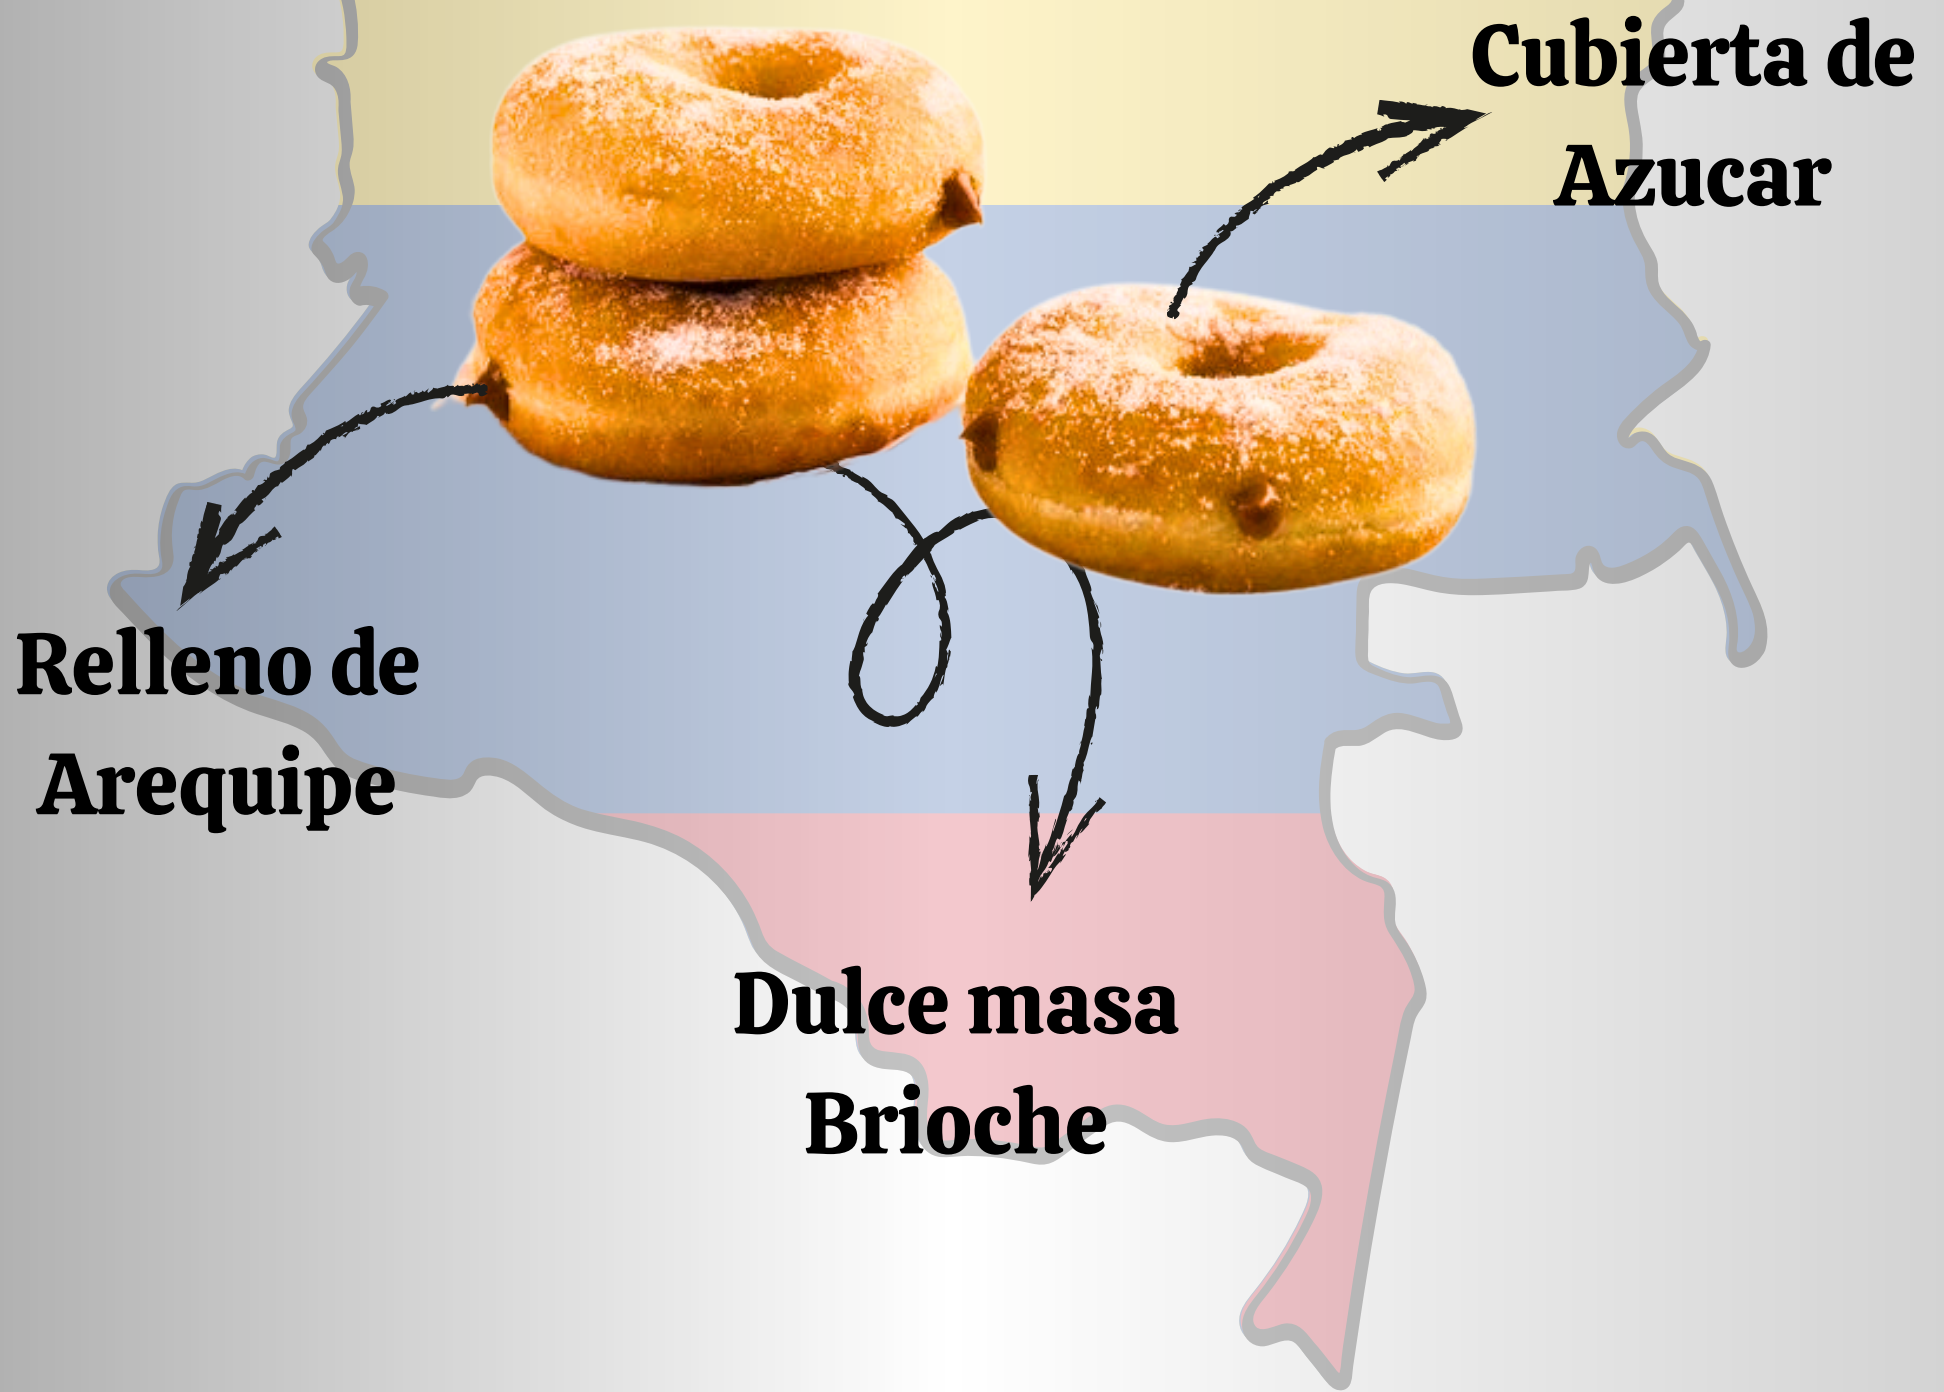 Cubierta de
Azucar
Relleno de
Arequipe
Dulce masa
Brioche